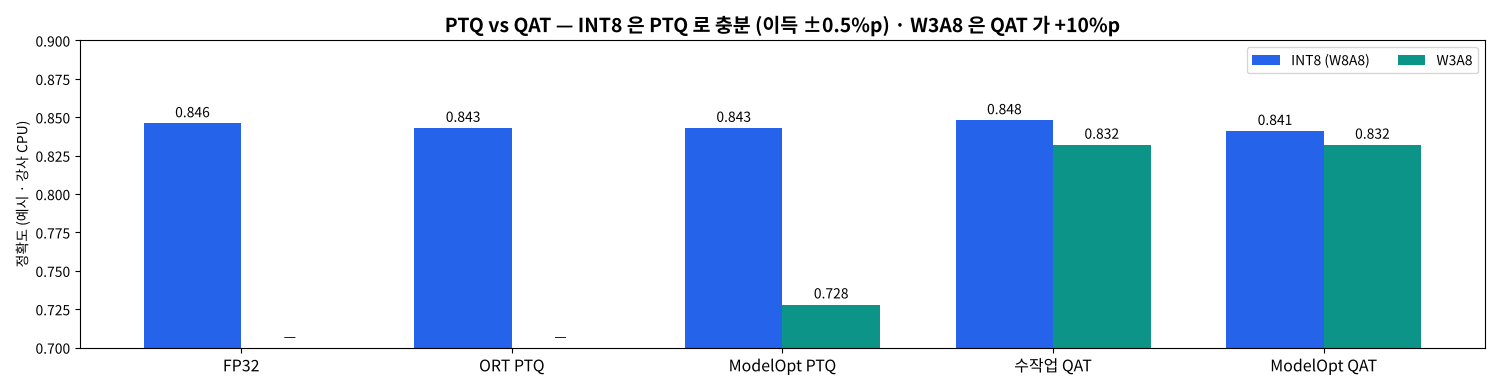 PTQ vs QAT — INT8 은 PTQ 로 충분 (이득 ±0.5%p) · W3A8 은 QAT 가 +10%p
INT8 (W8A8) W3A8
정확도 (예시 · 강사 CPU)
0.900
0.875
0.850
0.825
0.800
0.775
0.750
0.725
0.700
0.846 — 0.843 — 0.843 0.728 0.848 0.832 0.841 0.832
FP32 ORT PTQ ModelOpt PTQ 수작업 QAT ModelOpt QAT